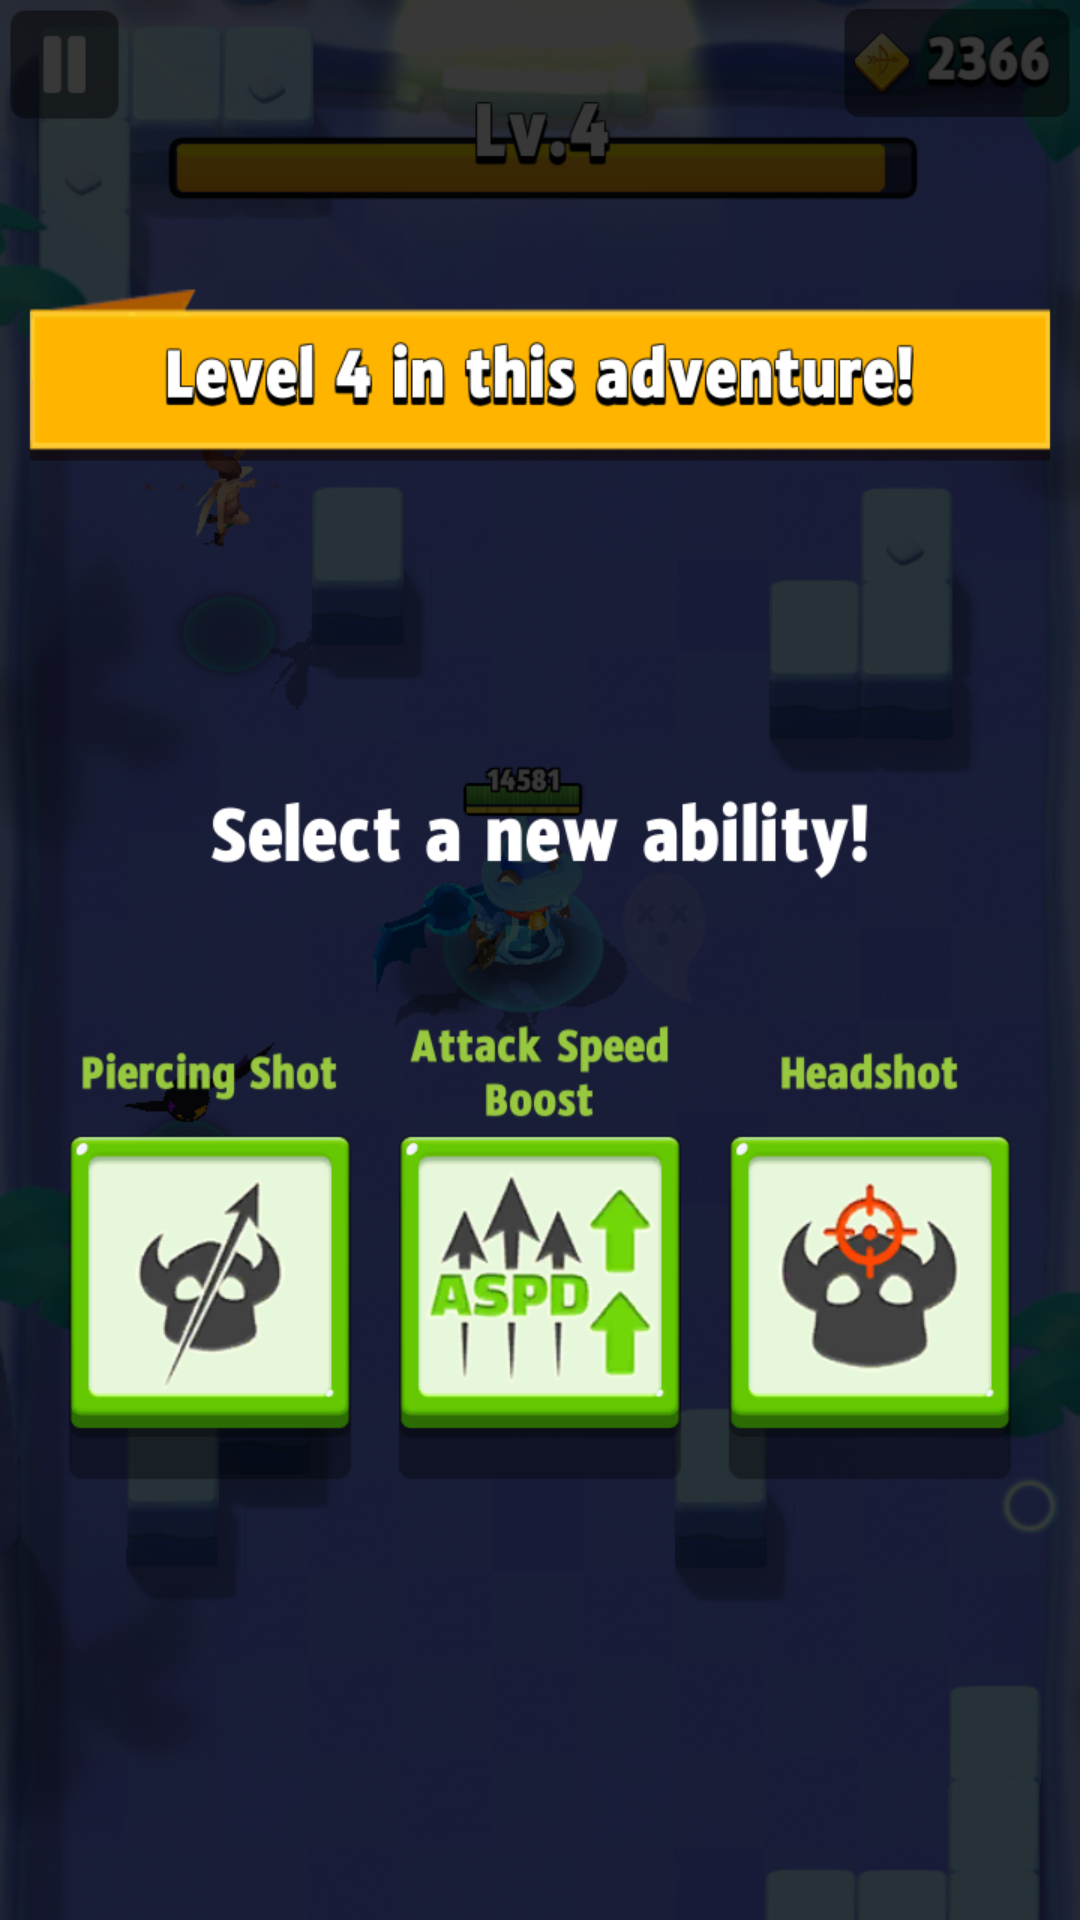 2366
Lv.4
Level 4 in this adventure!
14581
Select a new ability!
Piercing Shot
Attack Speed
Boost
Headshot
ASPD